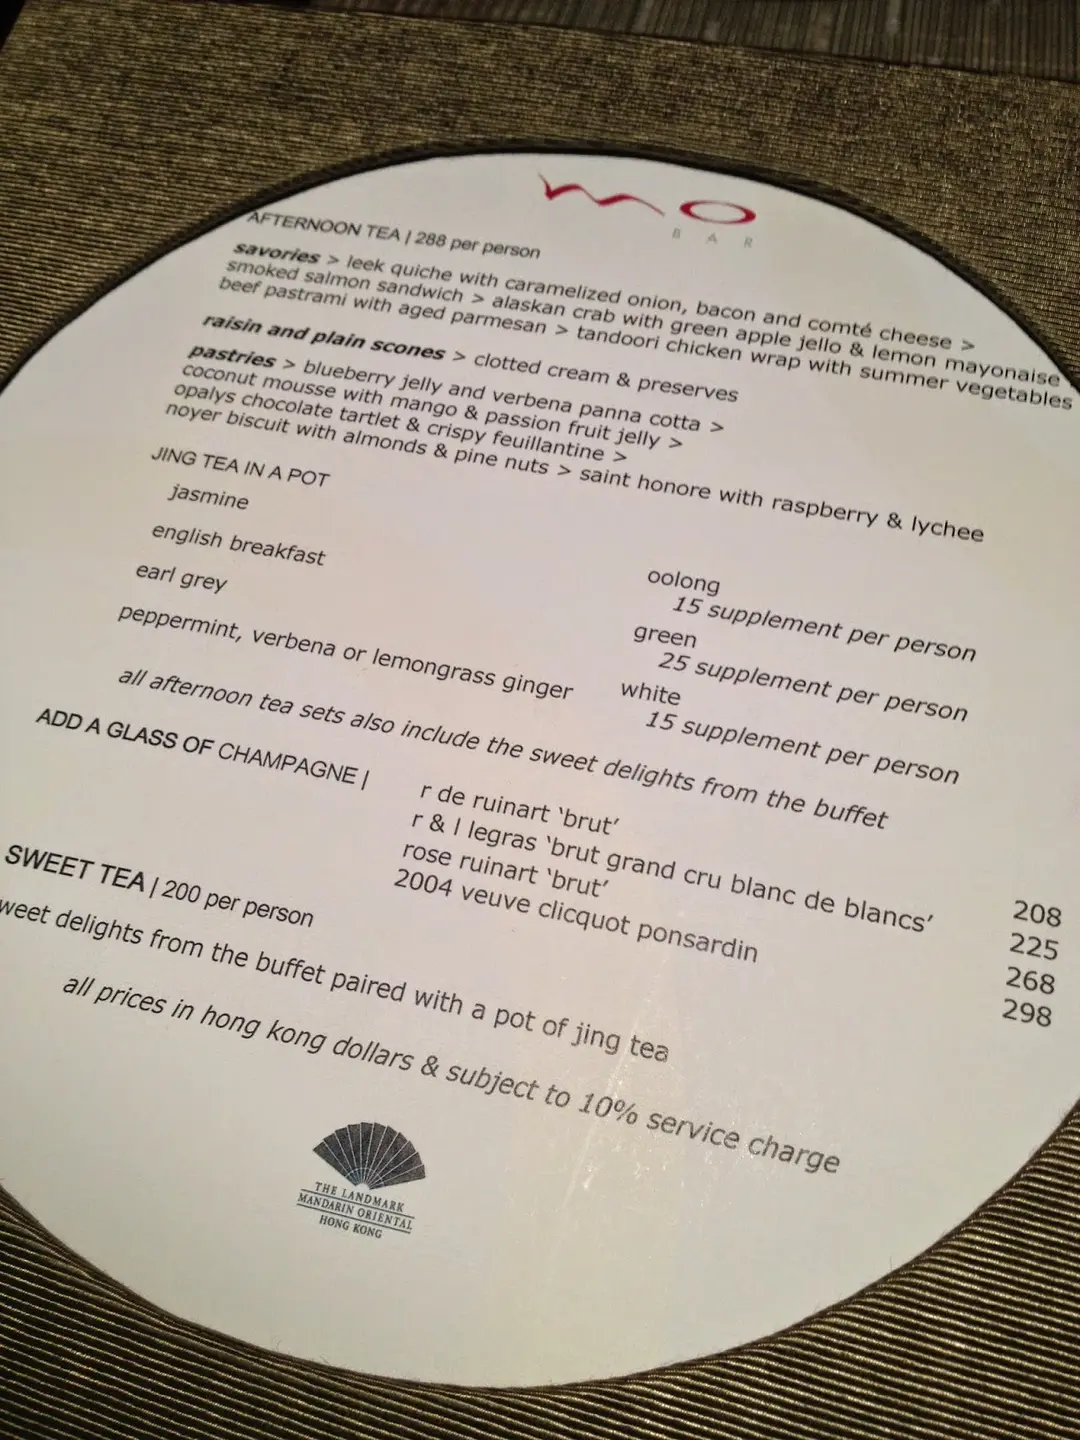 MO
BAR
AFTERNOON TEA | 288 per person
savories > leek quiche with caramelized onion, bacon and comté cheese >
smoked salmon sandwich > alaskan crab with green apple jello & lemon mayonaise
beef pastrami with aged parmesan > tandoori chicken wrap with summer vegetables
raisin and plain scones > clotted cream & preserves
pastries > blueberry jelly and verbena panna cotta >
coconut mousse with mango & passion fruit jelly >
opalys chocolate tartlet & crispy feuillantine >
noyer biscuit with almonds & pine nuts > saint honore with raspberry & lychee
JING TEA IN A POT
jasmine
english breakfast
earl grey
peppermint, verbena or lemongrass ginger
oolong
15 supplement per person
green
25 supplement per person
white
15 supplement per person
all afternoon tea sets also include the sweet delights from the buffet
ADD A GLASS OF CHAMPAGNE |
r de ruinart ‘brut’ 208
r & l legras ‘brut grand cru blanc de blancs’ 225
rose ruinart ‘brut’ 268
2004 veuve clicquot ponsardin 298
SWEET TEA | 200 per person
weet delights from the buffet paired with a pot of jing tea
all prices in hong kong dollars & subject to 10% service charge
THE LANDMARK
MANDARIN ORIENTAL
HONG KONG